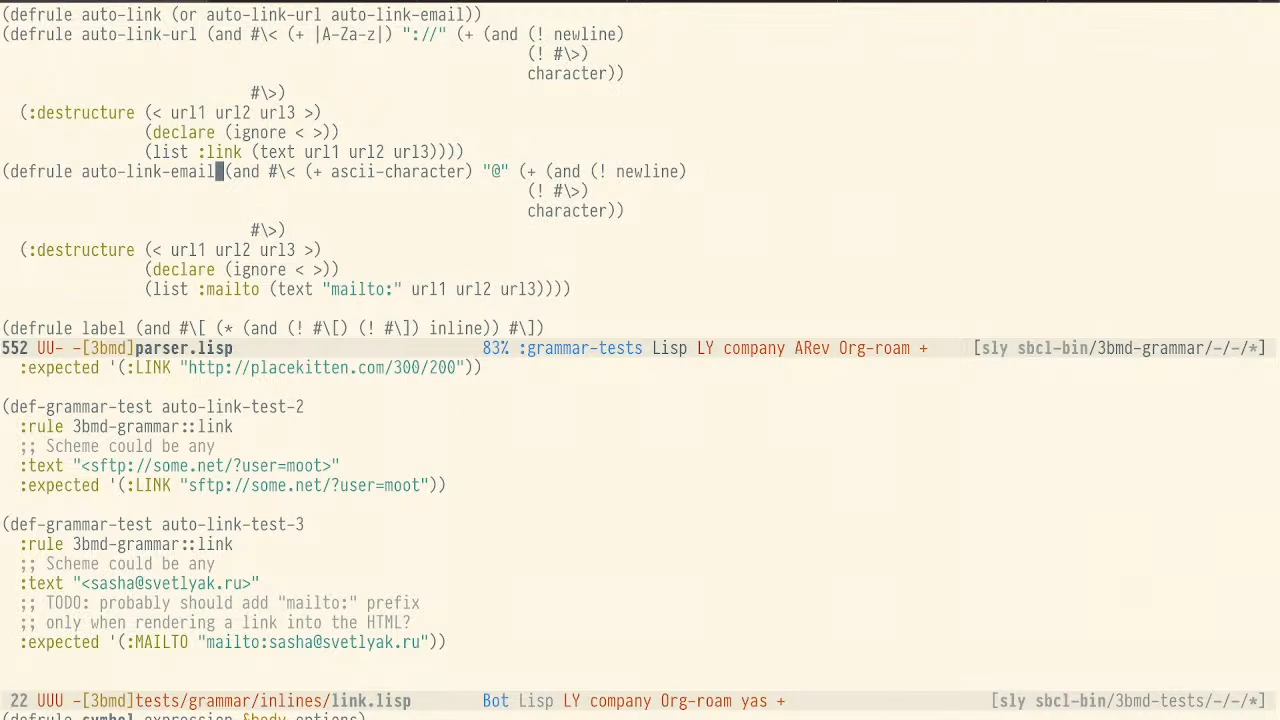 (defrule auto-link (or auto-link-url auto-link-email))
(defrule auto-link-url (and #\< (+ |A-Za-z|) "://" (+ (and (! newline)
(! #\>)
character))
#\>)
(:destructure (< url1 url2 url3 >)
(declare (ignore < >))
(list :link (text url1 url2 url3))))
(defrule auto-link-email (and #\< (+ ascii-character) "@" (+ (and (! newline)
(! #\>)
character))
#\>)
(:destructure (< url1 url2 url3 >)
(declare (ignore < >))
(list :mailto (text "mailto:" url1 url2 url3))))
(defrule label (and #\[ (* (and (! #\[) (! #\]) inline)) #\])
552 UU- -[3bmd]parser.lisp 83% :grammar-tests Lisp LY company ARev Org-roam + [sly sbcl-bin/3bmd-grammar/-/-/*]
:expected '(:LINK "http://placekitten.com/300/200"))
(def-grammar-test auto-link-test-2
:rule 3bmd-grammar::link
;; Scheme could be any
:text "<sftp://some.net/?user=moot>"
:expected '(:LINK "sftp://some.net/?user=moot"))
(def-grammar-test auto-link-test-3
:rule 3bmd-grammar::link
;; Scheme could be any
:text "<sasha@svetlyak.ru>"
;; TODO: probably should add "mailto:" prefix
;; only when rendering a link into the HTML?
:expected '(:MAILTO "mailto:sasha@svetlyak.ru"))
22 UUU -[3bmd]tests/grammar/inlines/link.lisp Bot Lisp LY company Org-roam yas + [sly sbcl-bin/3bmd-tests/-/-/*]
(defrule symbol expression &body options)